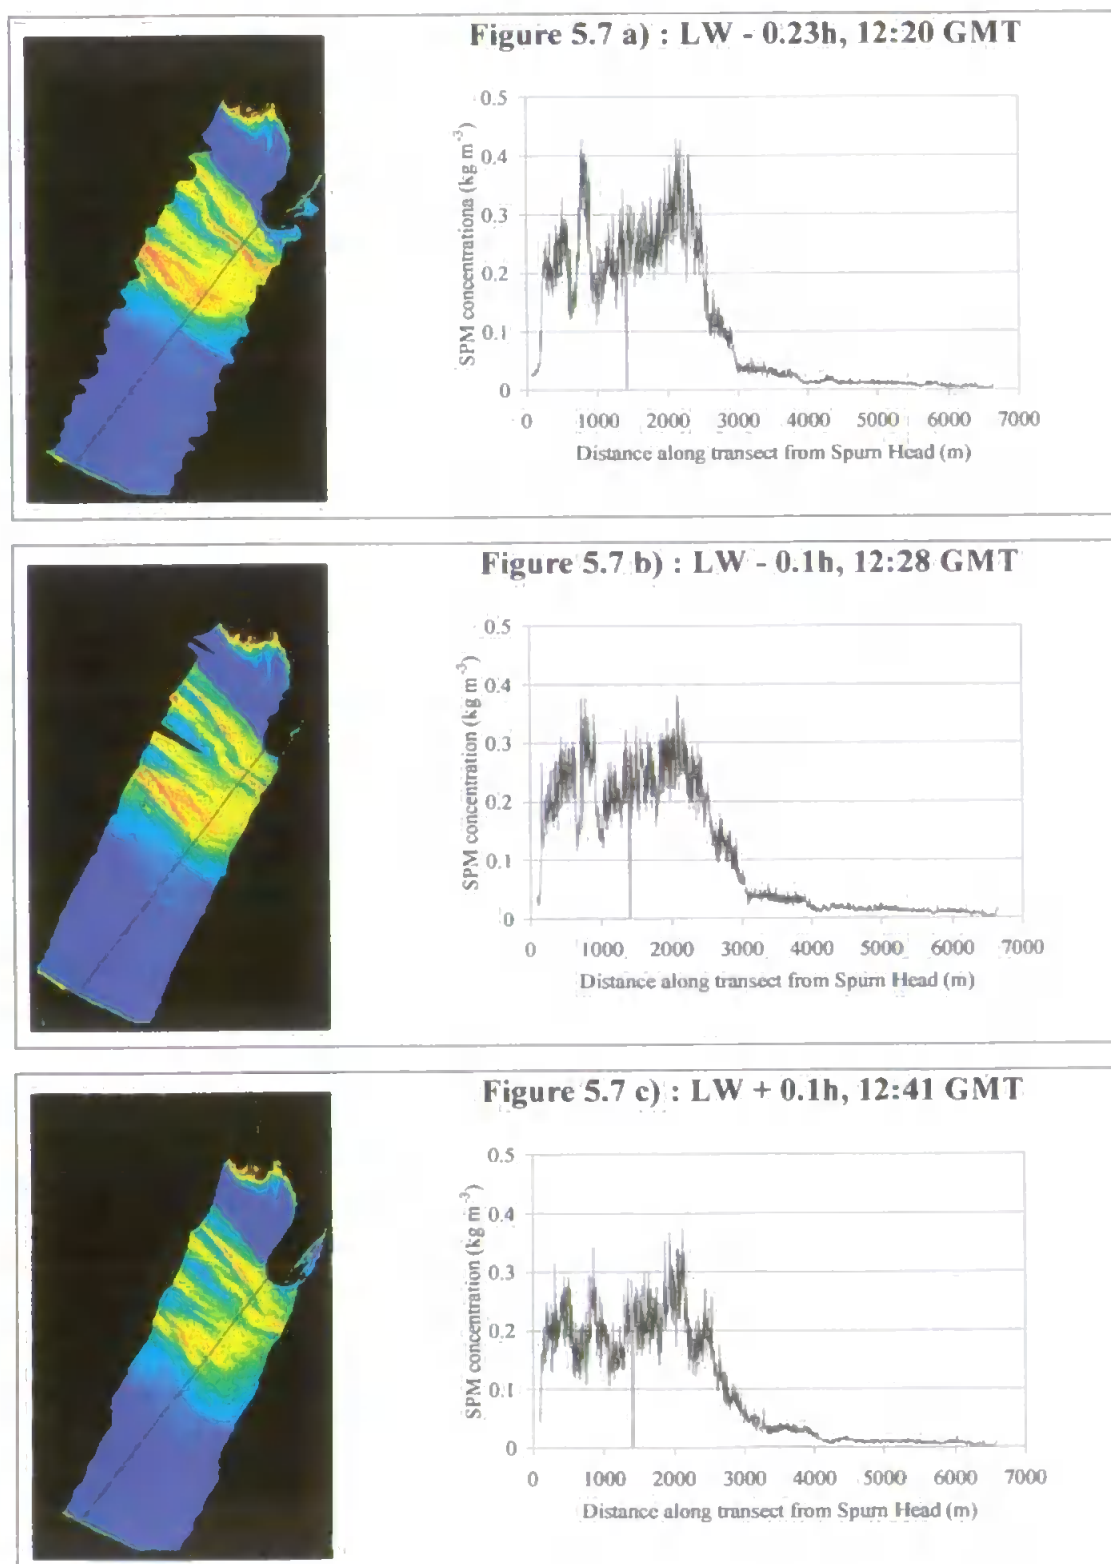 Figure 5.7 a) : LW - 0.23h, 12:20 GMT
SPM concentrationa (kg m⁻³)
0.5
0.4
0.3
0.2
0.1
0
0 1000 2000 3000 4000 5000 6000 7000
Distance along transect from Spurn Head (m)
Figure 5.7 b) : LW - 0.1h, 12:28 GMT
SPM concentration (kg m⁻³)
0.5
0.4
0.3
0.2
0.1
0
0 1000 2000 3000 4000 5000 6000 7000
Distance along transect from Spurn Head (m)
Figure 5.7 c) : LW + 0.1h, 12:41 GMT
SPM concentration (kg m⁻³)
0.5
0.4
0.3
0.2
0.1
0
0 1000 2000 3000 4000 5000 6000 7000
Distance along transect from Spurn Head (m)